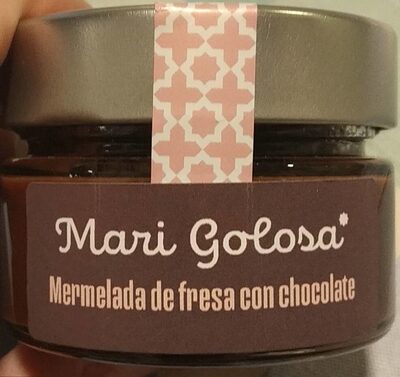 Mari Golosa*
Mermelada de fresa con chocolate